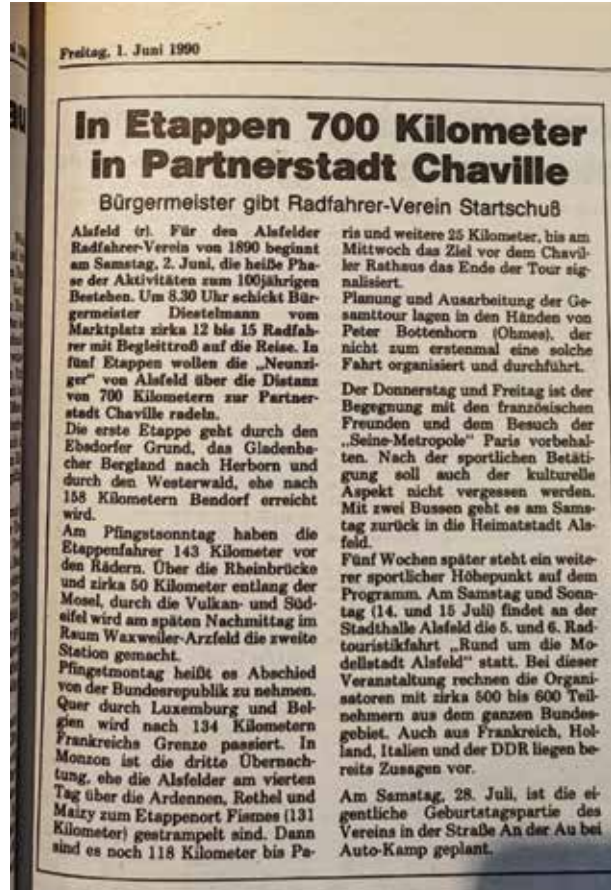 Freitag, 1. Juni 1990
In Etappen 700 Kilometer
in Partnerstadt Chaville
Bürgermeister gibt Radfahrer-Verein Startschuß
Alsfeld (r). Für den Alsfelder
Radfahrer-Verein von 1890 beginnt
am Samstag, 2. Juni, die heiße Pha-
se der Aktivitäten zum 100jährigen
Bestehen. Um 8.30 Uhr schickt Bür-
germeister Diestelmann vom
Marktplatz zirka 12 bis 15 Radfah-
rer mit Begleittroß auf die Reise. In
fünf Etappen wollen die „Neunzi-
ger" von Alsfeld über die Distanz
von 700 Kilometern zur Partner-
stadt Chaville radeln.
Die erste Etappe geht durch den
Ebsdorfer Grund, das Gladenba-
cher Bergland nach Herborn und
durch den Westerwald, ehe nach
158 Kilometern Bendorf erreicht
wird.
Am Pfingstsonntag haben die
Etappenfahrer 143 Kilometer vor
den Rädern. Über die Rheinbrücke
und zirka 50 Kilometer entlang der
Mosel, durch die Vulkan- und Süd-
eifel wird am späten Nachmittag im
Raum Waxweiler-Arzfeld die zweite
Station gemacht.
Pfingstmontag heißt es Abschied
von der Bundesrepublik zu nehmen.
Quer durch Luxemburg und Bel-
gien wird nach 134 Kilometern
Frankreichs Grenze passiert. In
Monzon ist die dritte Übernach-
tung, ehe die Alsfelder am vierten
Tag über die Ardennen, Rethel und
Maizy zum Etappenort Fismes (131
Kilometer) gestrampelt sind. Dann
sind es noch 118 Kilometer bis Pa-
ris und weitere 25 Kilometer, bis am
Mittwoch das Ziel vor dem Chavil-
ler Rathaus das Ende der Tour sig-
nalisiert.
Planung und Ausarbeitung der Ge-
samttour lagen in den Händen von
Peter Bottenhorn (Ohmes), der
nicht zum erstenmal eine solche
Fahrt organisiert und durchführt.
Der Donnerstag und Freitag ist der
Begegnung mit den französischen
Freunden und dem Besuch der
„Seine-Metropole" Paris vorbehal-
ten. Nach der sportlichen Betäti-
gung soll auch der kulturelle
Aspekt nicht vergessen werden.
Mit zwei Bussen geht es am Sams-
tag zurück in die Heimatstadt Als-
feld.
Fünf Wochen später steht ein weite-
rer sportlicher Höhepunkt auf dem
Programm. Am Samstag und Sonn-
tag (14. und 15 Juli) findet an der
Stadthalle Alsfeld die 5. und 6. Rad-
touristikfahrt „Rund um die Mo-
dellstadt Alsfeld" statt. Bei dieser
Veranstaltung rechnen die Organi-
satoren mit zirka 500 bis 600 Teil-
nehmern aus dem ganzen Bundes-
gebiet. Auch aus Frankreich, Hol-
land, Italien und der DDR liegen be-
reits Zusagen vor.
Am Samstag, 28. Juli, ist die ei-
gentliche Geburtstagspartie des
Vereins in der Straße An der Au bei
Auto-Kamp geplant.